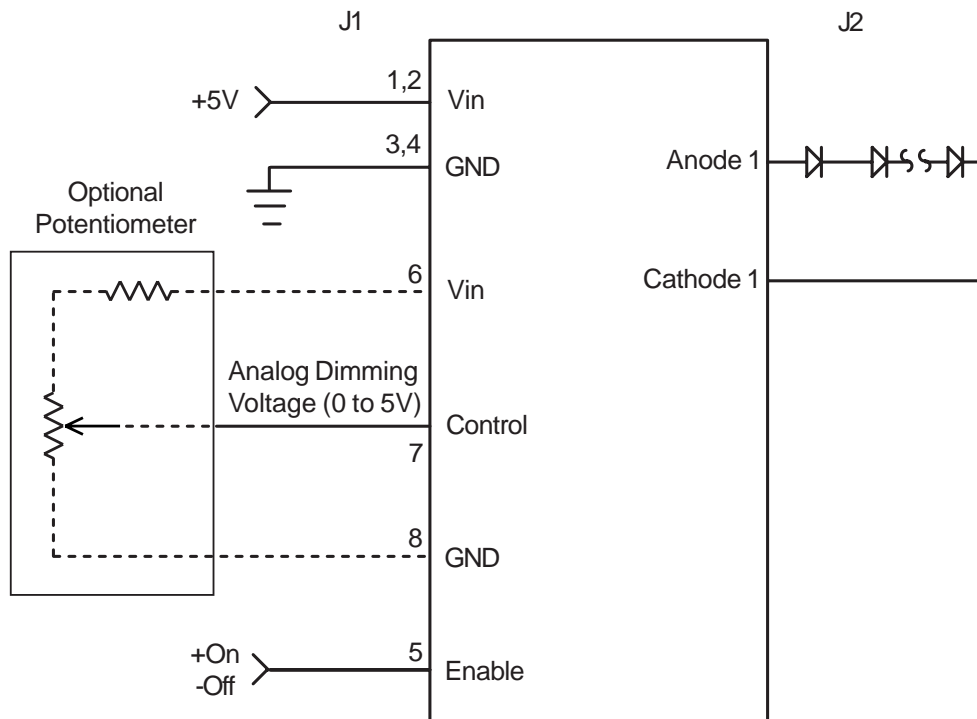 J1
J2
1,2
+5V
Vin
3,4
GND
Anode 1
Optional
Potentiometer
6
Vin
Cathode 1
Analog Dimming
Voltage (0 to 5V)
Control
7
8
GND
+On
-Off
5
Enable